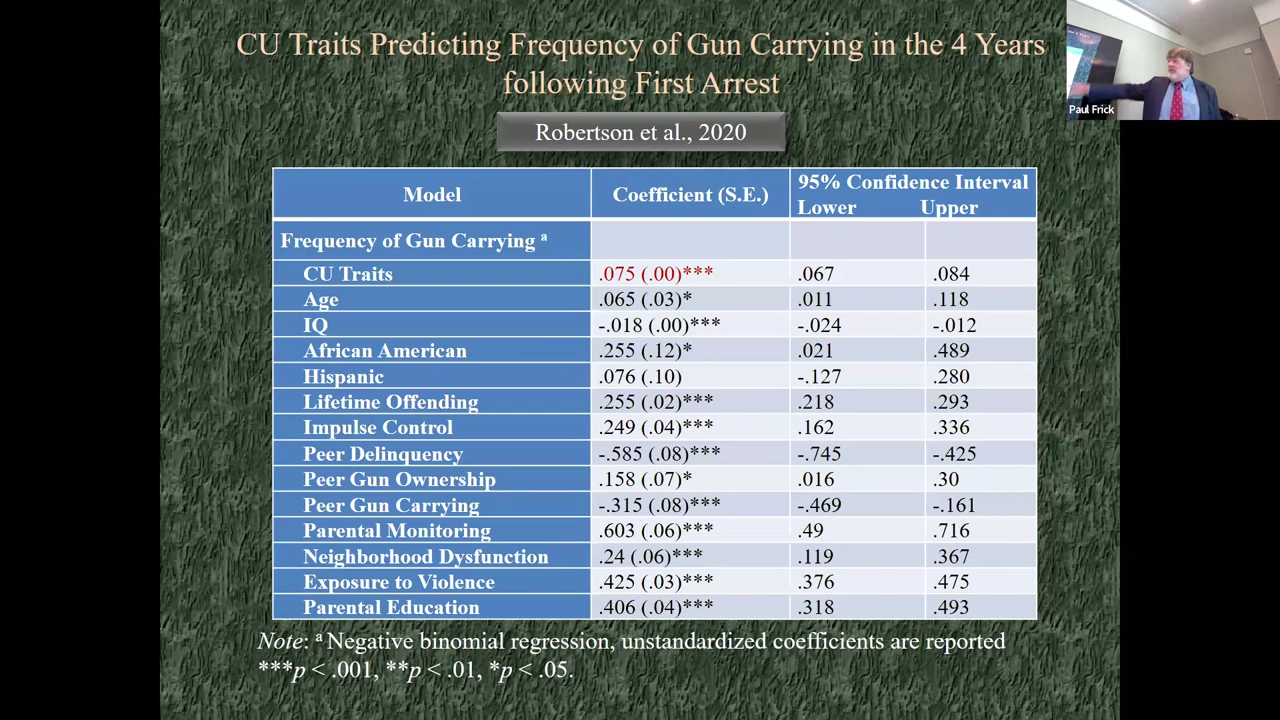 CU Traits Predicting Frequency of Gun Carrying in the 4 Years
following First Arrest
Robertson et al., 2020
Paul Frick
Model Coefficient (S.E.) 95% Confidence Interval
Lower Upper
Frequency of Gun Carrying ᵃ
CU Traits .075 (.00)*** .067 .084
Age .065 (.03)* .011 .118
IQ -.018 (.00)*** -.024 -.012
African American .255 (.12)* .021 .489
Hispanic .076 (.10) -.127 .280
Lifetime Offending .255 (.02)*** .218 .293
Impulse Control .249 (.04)*** .162 .336
Peer Delinquency -.585 (.08)*** -.745 -.425
Peer Gun Ownership .158 (.07)* .016 .30
Peer Gun Carrying -.315 (.08)*** -.469 -.161
Parental Monitoring .603 (.06)*** .49 .716
Neighborhood Dysfunction .24 (.06)*** .119 .367
Exposure to Violence .425 (.03)*** .376 .475
Parental Education .406 (.04)*** .318 .493
Note: ᵃ Negative binomial regression, unstandardized coefficients are reported
***p < .001, **p < .01, *p < .05.